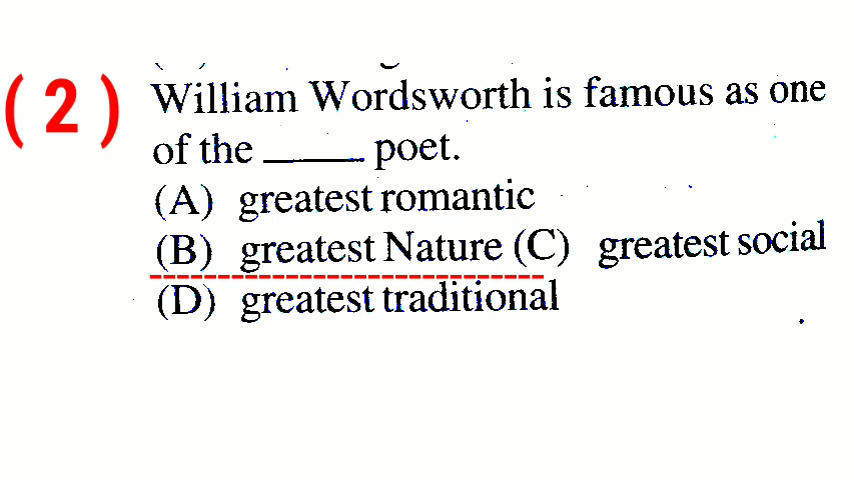 (2) William Wordsworth is famous as one
of the _____ poet.
(A) greatest romantic
(B) greatest Nature (C) greatest social
(D) greatest traditional